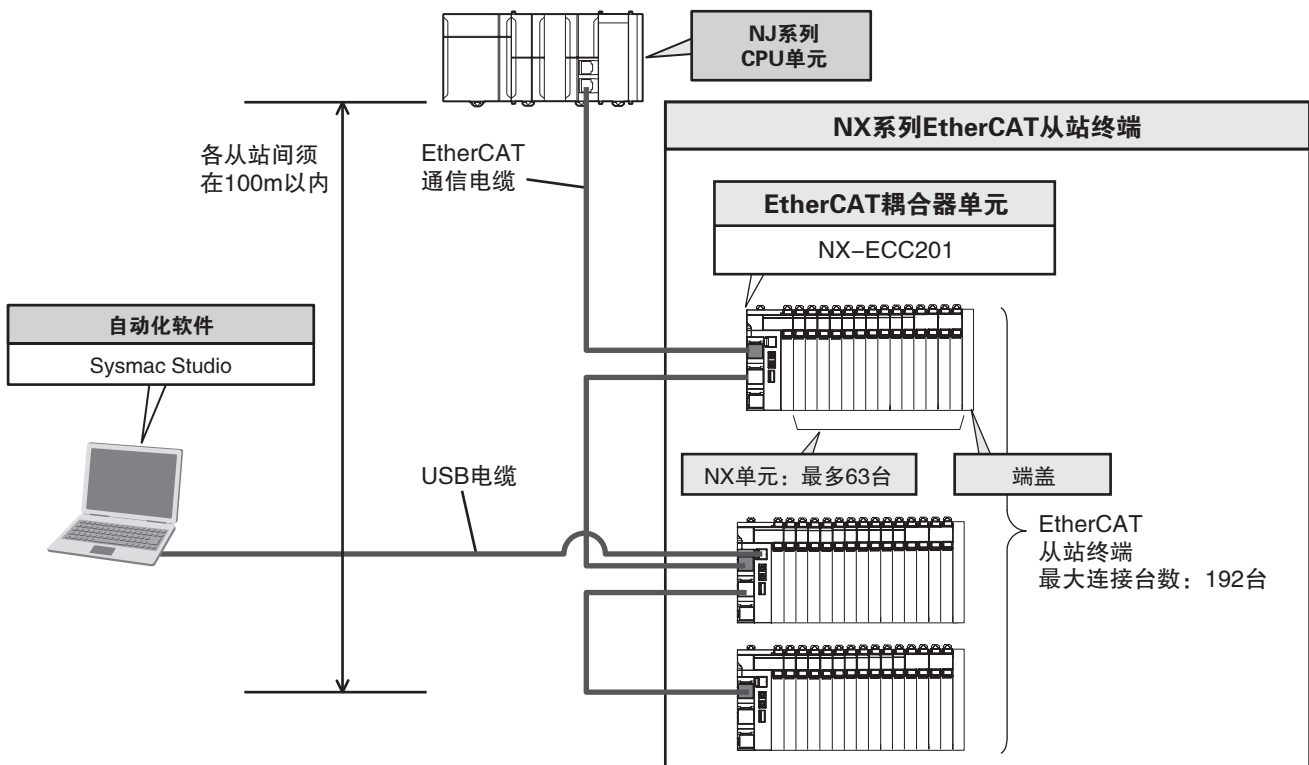 NJ系列
CPU单元
NX系列EtherCAT从站终端
各从站间须
在100m以内
EtherCAT
通信电缆
EtherCAT耦合器单元
NX–ECC201
自动化软件
Sysmac Studio
NX单元：最多63台
端盖
USB电缆
EtherCAT
从站终端
最大连接台数：192台